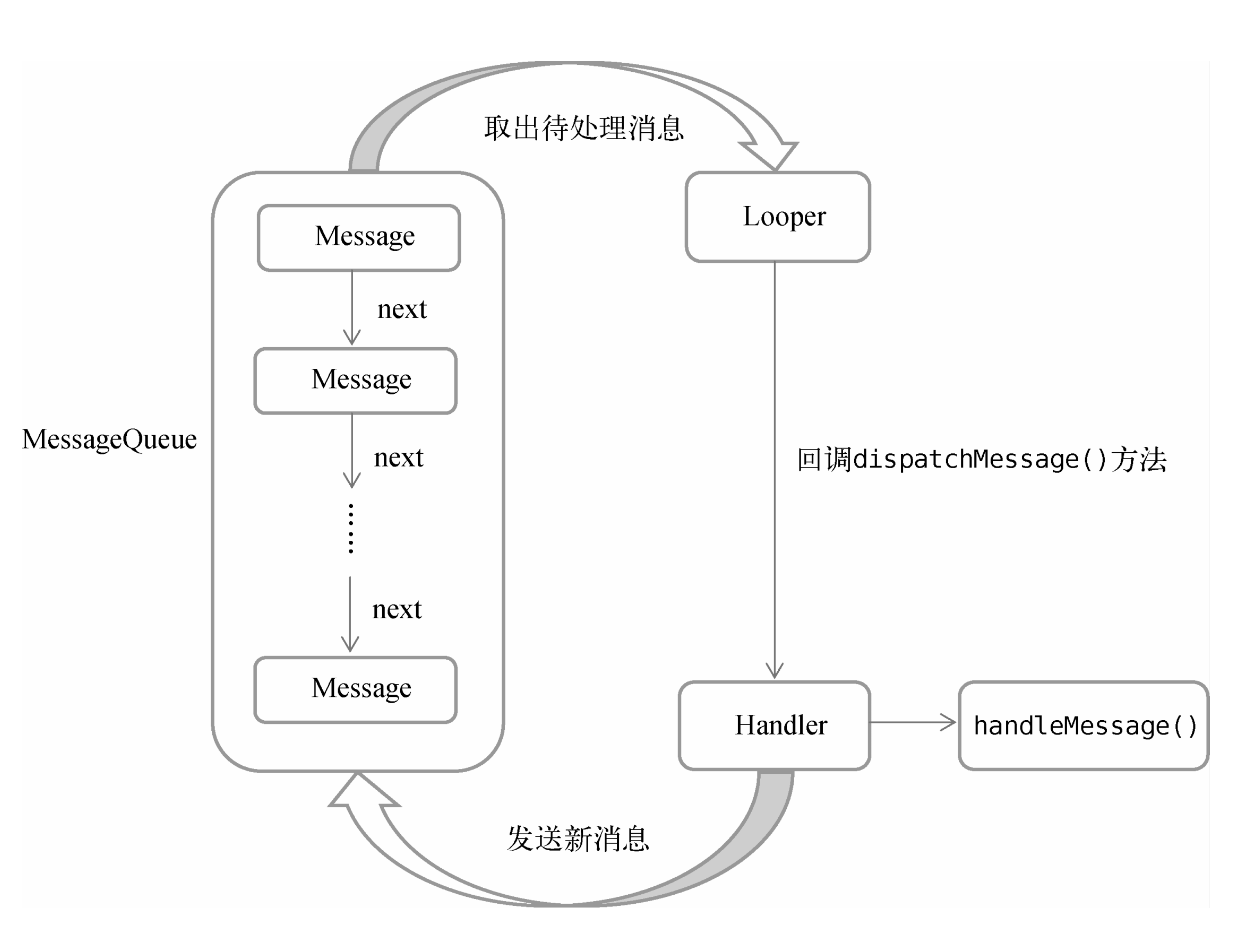 取出待处理消息
Looper
Message
next
Message
MessageQueue
next
回调dispatchMessage()方法
next
Message
Handler
handleMessage()
发送新消息